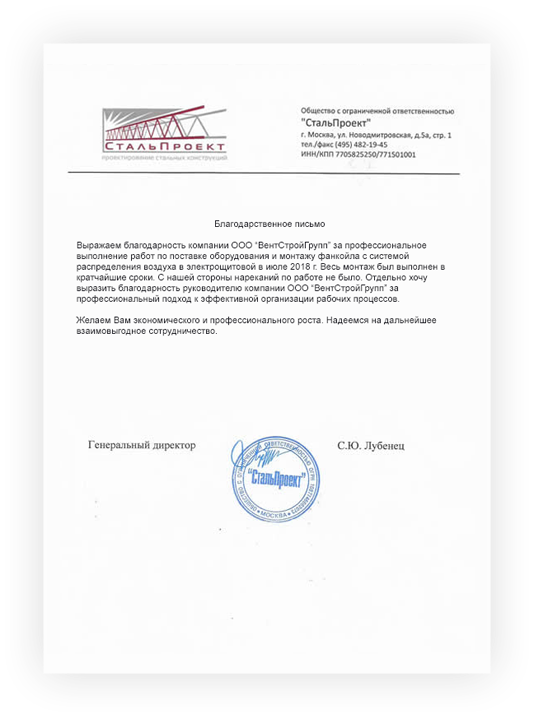 СтальПроект
проектирование стальных конструкций
Общество с ограниченной ответственностью
"СтальПроект"
г. Москва, ул. Новодмитровская, д.5а, стр. 1
тел./факс (495) 482-19-45
ИНН/КПП 7705825250/771501001
Благодарственное письмо
Выражаем благодарность компании ООО “ВентСтройГрупп” за профессиональное
выполнение работ по поставке оборудования и монтажу фанкойла с системой
распределения воздуха в электрощитовой в июле 2018 г. Весь монтаж был выполнен в
кратчайшие сроки. С нашей стороны нареканий по работе не было. Отдельно хочу
выразить благодарность руководителю компании ООО “ВентСтройГрупп” за
профессиональный подход к эффективной организации рабочих процессов.
Желаем Вам экономического и профессионального роста. Надеемся на дальнейшее
взаимовыгодное сотрудничество.
Генеральный директор
С.Ю. Лубенец
ОБЩЕСТВО С ОГРАНИЧЕННОЙ ОТВЕТСТВЕННОСТЬЮ
"СтальПроект"
МОСКВА